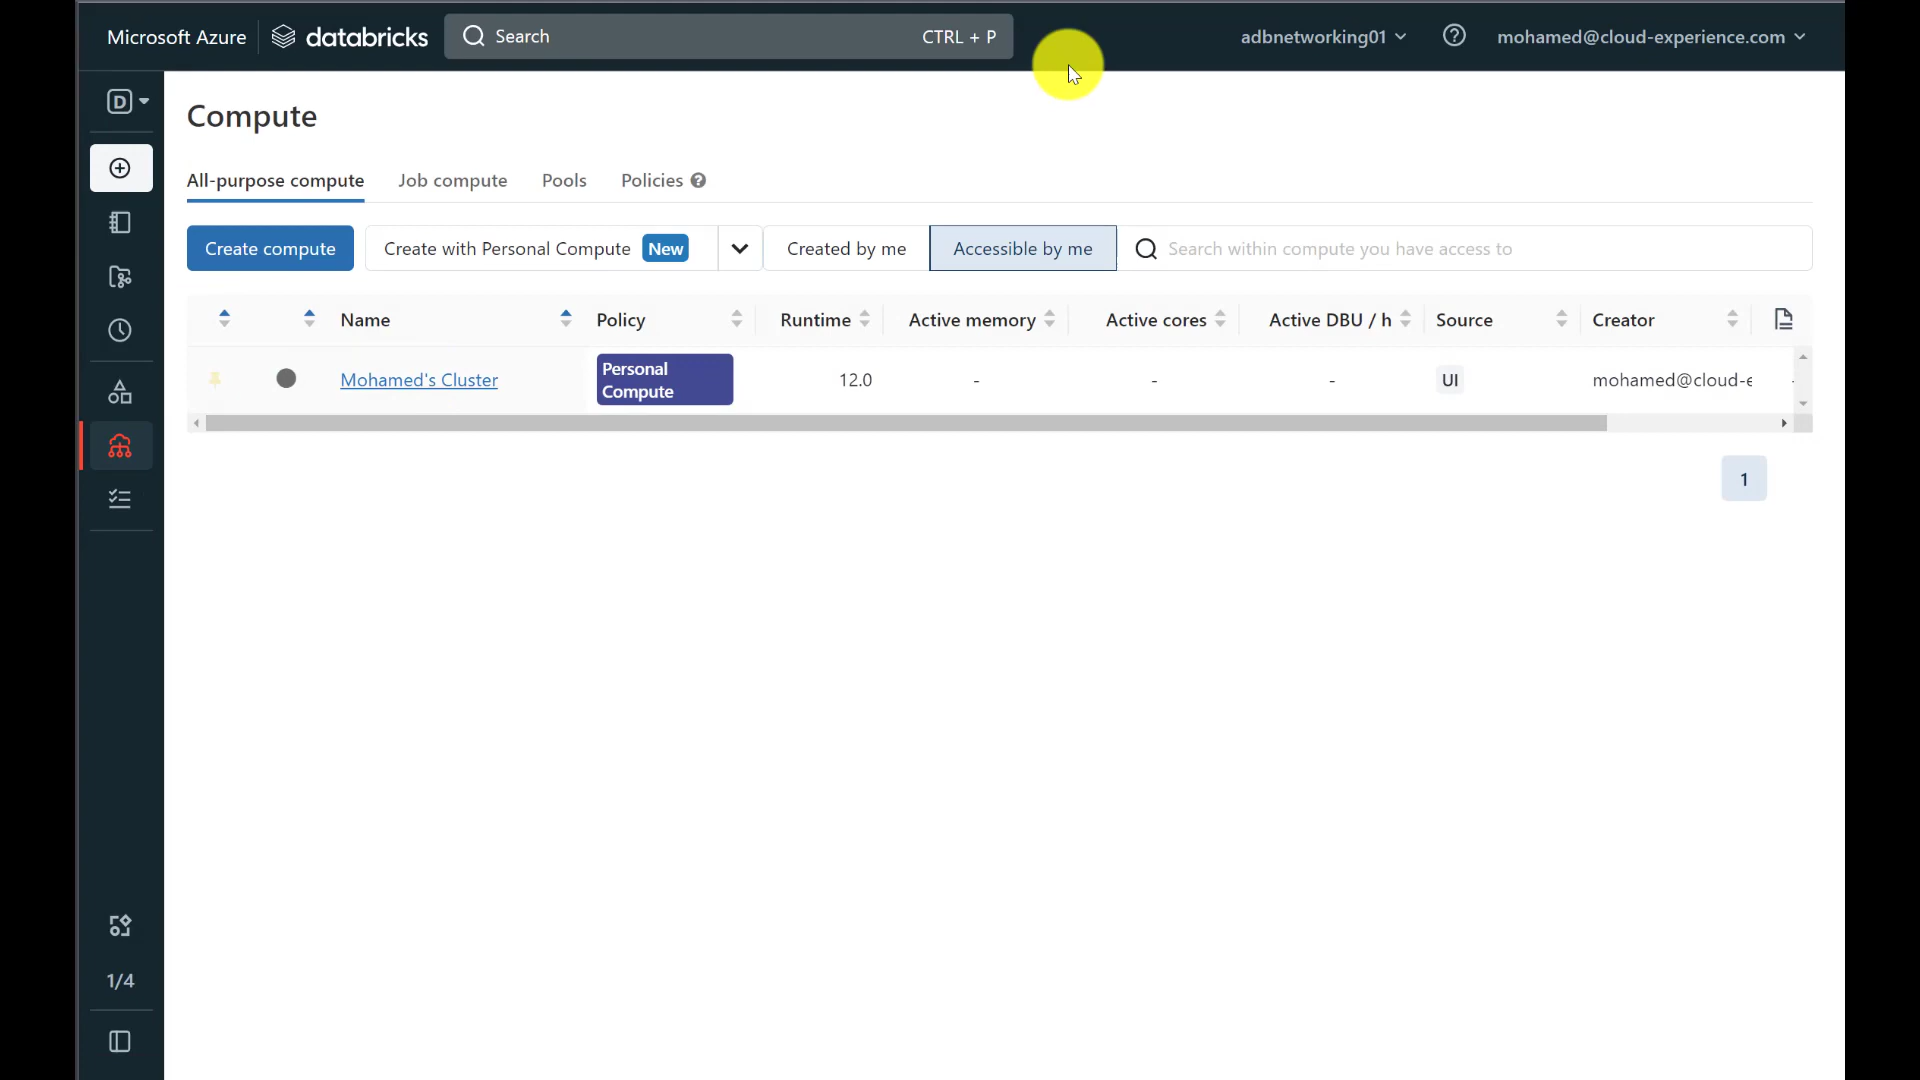 Microsoft Azure databricks Search CTRL + P adbnetworking01 mohamed@cloud-experience.com
D
Compute
All-purpose compute Job compute Pools Policies
Create compute Create with Personal Compute New Created by me Accessible by me Search within compute you have access to
Name Policy Runtime Active memory Active cores Active DBU / h Source Creator
Mohamed's Cluster Personal Compute 12.0 - - - UI mohamed@cloud-e
1
1/4